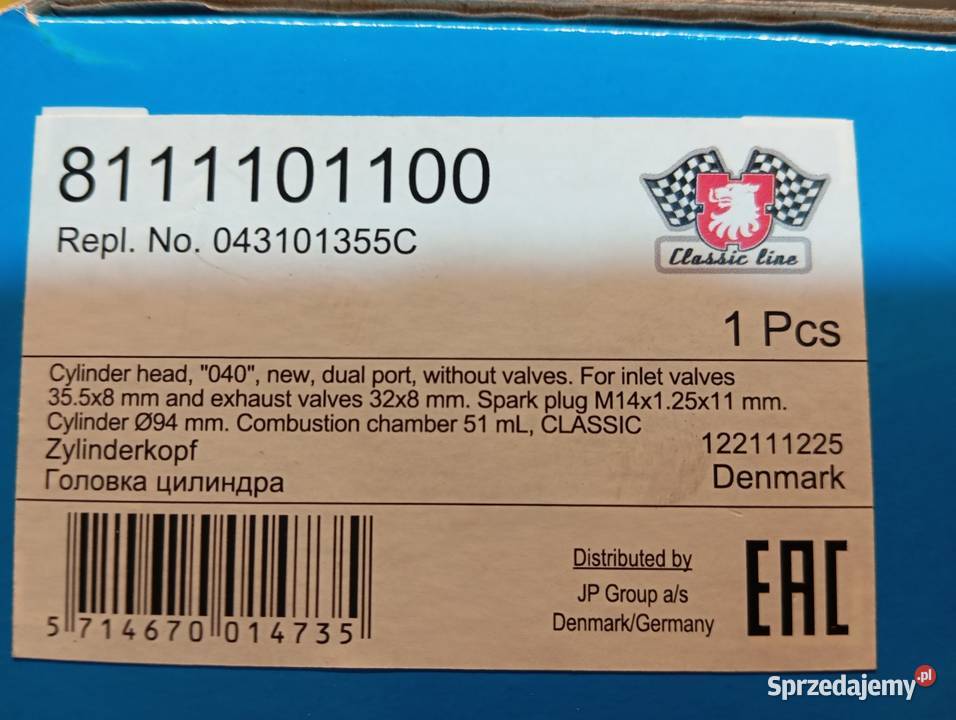 8111101100
Repl. No. 043101355C
Classic line
1 Pcs
Cylinder head, "040", new, dual port, without valves. For inlet valves
35.5x8 mm and exhaust valves 32x8 mm. Spark plug M14x1.25x11 mm.
Cylinder Ø94 mm. Combustion chamber 51 mL, CLASSIC
Zylinderkopf
122111225
Головка цилиндра
Denmark
Distributed by
JP Group a/s
Denmark/Germany
EAC
5 714670 014735
Sprzedajemy.pl